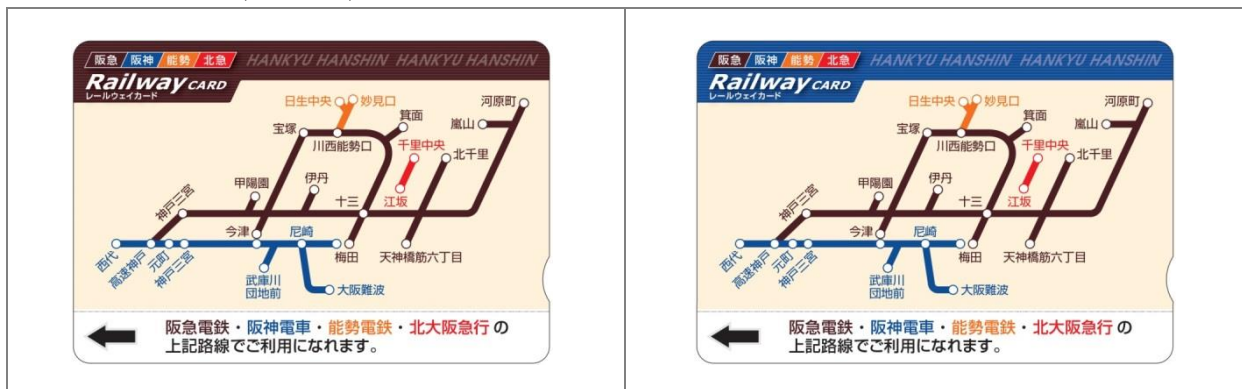 阪急 阪神 能勢 北急 HANKYU HANSHIN HANKYU HANSHIN
Railway CARD
レールウェイカード
日生中央 妙見口
河原町
宝塚
箕面
嵐山
川西能勢口
千里中央
北千里
甲陽園
伊丹
神戸三宮
十三
江坂
今津
尼崎
西代
高速神戸
元町
神戸三宮
梅田
天神橋筋六丁目
武庫川
団地前
大阪難波
阪急電鉄・阪神電車・能勢電鉄・北大阪急行 の
上記路線でご利用になれます。
阪急 阪神 能勢 北急 HANKYU HANSHIN HANKYU HANSHIN
Railway CARD
レールウェイカード
日生中央 妙見口
河原町
宝塚
箕面
嵐山
川西能勢口
千里中央
北千里
甲陽園
伊丹
神戸三宮
十三
江坂
今津
尼崎
西代
高速神戸
元町
神戸三宮
梅田
天神橋筋六丁目
武庫川
団地前
大阪難波
阪急電鉄・阪神電車・能勢電鉄・北大阪急行 の
上記路線でご利用になれます。